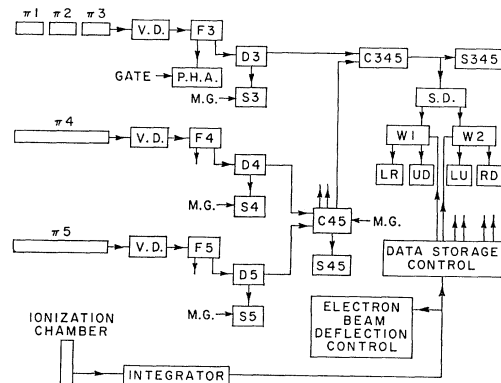 π1 π2 π3
V.D.
F3
D3
C345
S345
GATE
P.H.A.
M.G.
S3
S.D.
W1
W2
LR
UD
LU
RD
π4
V.D.
F4
D4
M.G.
S4
C45
M.G.
S45
π5
V.D.
F5
D5
M.G.
S5
DATA STORAGE
CONTROL
ELECTRON
BEAM
DEFLECTION
CONTROL
IONIZATION
CHAMBER
INTEGRATOR